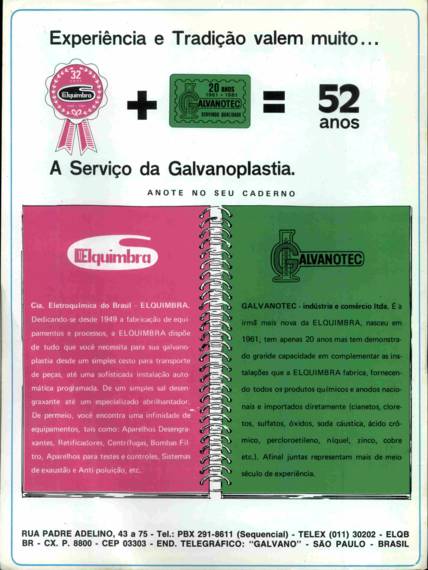 Experiência e Tradição valem muito...
32
ANOS
Elquimbra
+
20 ANOS
1961 - 1981
GALVANOTEC
SERVINDO QUALIDADE
=
52
anos
A Serviço da Galvanoplastia.
ANOTE NO SEU CADERNO
Elquimbra
Cia. Eletroquímica do Brasil - ELQUIMBRA.
Dedicando-se desde 1949 a fabricação de equi-
pamentos e processos, a ELQUIMBRA dispõe
de tudo que você necessita para sua galvano-
plastia desde um simples cesto para transporte
de peças, até uma sofisticada instalação auto-
mática programada. De um simples sal desen-
graxante até um especializado abrilhantador.
De permeio, você encontra uma infinidade de
equipamentos, tais como: Aparelhos Desengra-
xantes, Retificadores, Centrífugas, Bombas Fil-
tro, Aparelhos para testes e controles, Sistemas
de exaustão e Anti-poluição, etc.
GALVANOTEC
GALVANOTEC - indústria e comércio ltda. É a
irmã mais nova da ELQUIMBRA, nasceu em
1961, tem apenas 20 anos mas tem demonstra-
do grande capacidade em complementar as ins-
talações que a ELQUIMBRA fabrica, fornecen-
do todos os produtos químicos e anodos nacio-
nais e importados diretamente (cianetos, clore-
tos, sulfatos, óxidos, soda cáustica, ácido crô-
mico, percloroetileno, níquel, zinco, cobre
etc.). Afinal juntas representam mais de meio
século de experiência.
RUA PADRE ADELINO, 43 a 75 - Tel.: PBX 291-8611 (Sequencial) - TELEX (011) 30202 - ELQB
BR - CX. P. 8800 - CEP 03303 - END. TELEGRÁFICO: "GALVANO" - SÃO PAULO - BRASIL